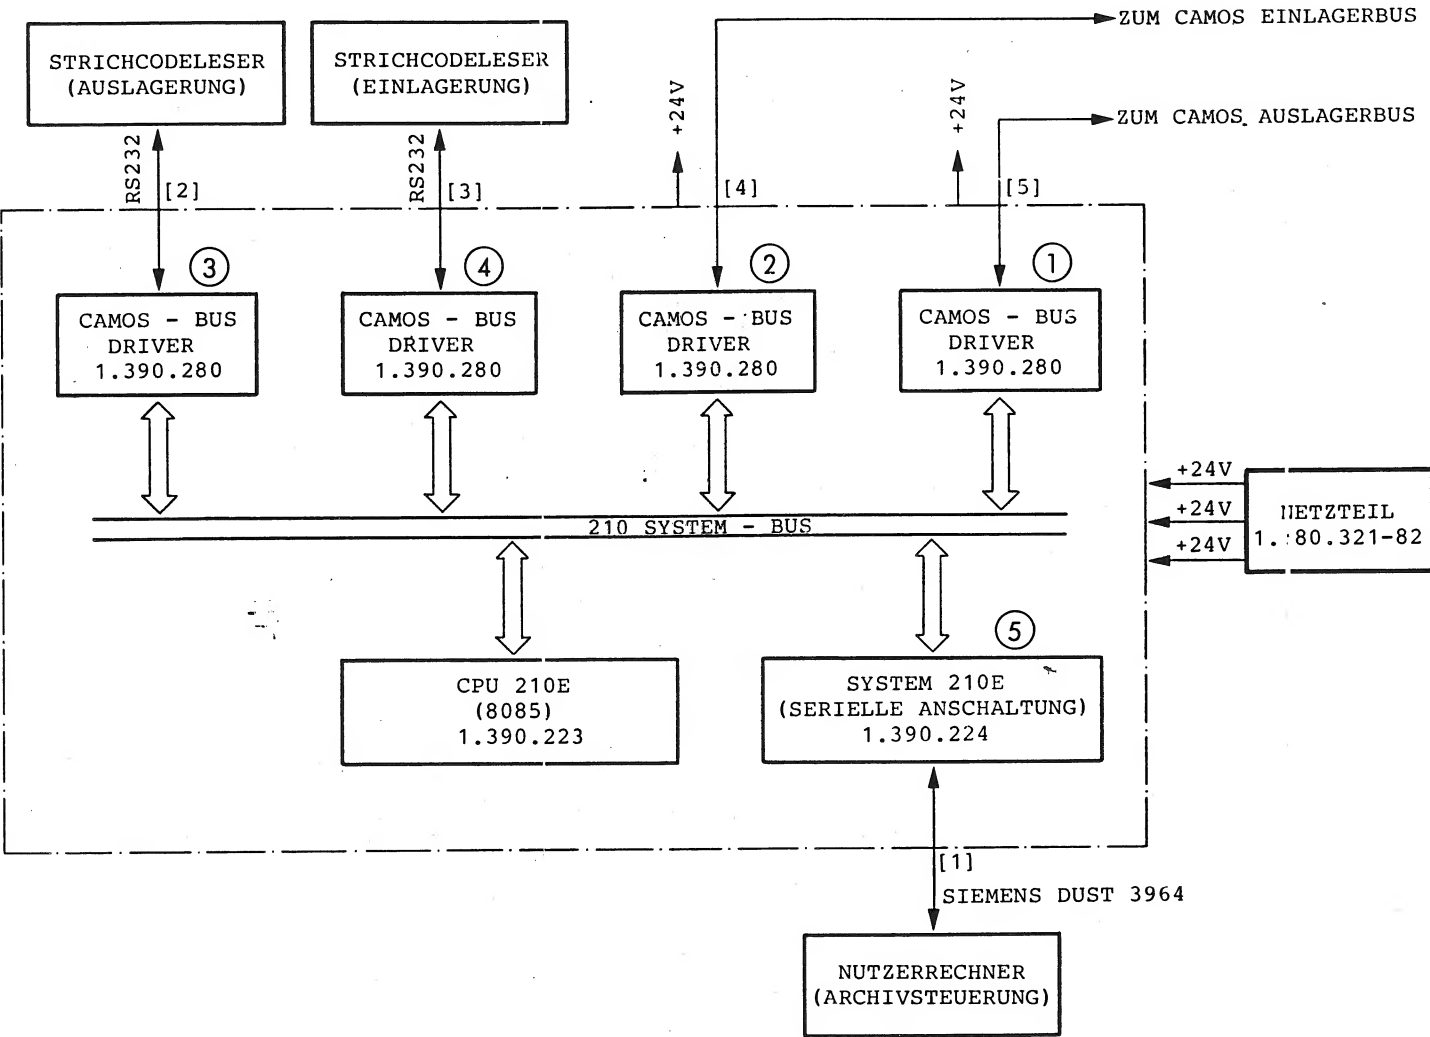 ZUM CAMOS EINLAGERBUS
STRICHCODELESER
(AUSLAGERUNG)
STRICHCODELESER
(EINLAGERUNG)
+24V
+24V
ZUM CAMOS AUSLAGERBUS
RS232
[2]
RS232
[3]
[4]
[5]
3
4
2
1
CAMOS - BUS
DRIVER
1.390.280
CAMOS - BUS
DRIVER
1.390.280
CAMOS - BUS
DRIVER
1.390.280
CAMOS - BUS
DRIVER
1.390.280
+24V
+24V
+24V
NETZTEIL
210 SYSTEM - BUS
5
CPU 210E
(8085)
1.390.223
SYSTEM 210E
(SERIELLE ANSCHALTUNG)
1.390.224
[1]
SIEMENS DUST 3964
NUTZERRECHNER
(ARCHIVSTEUERUNG)